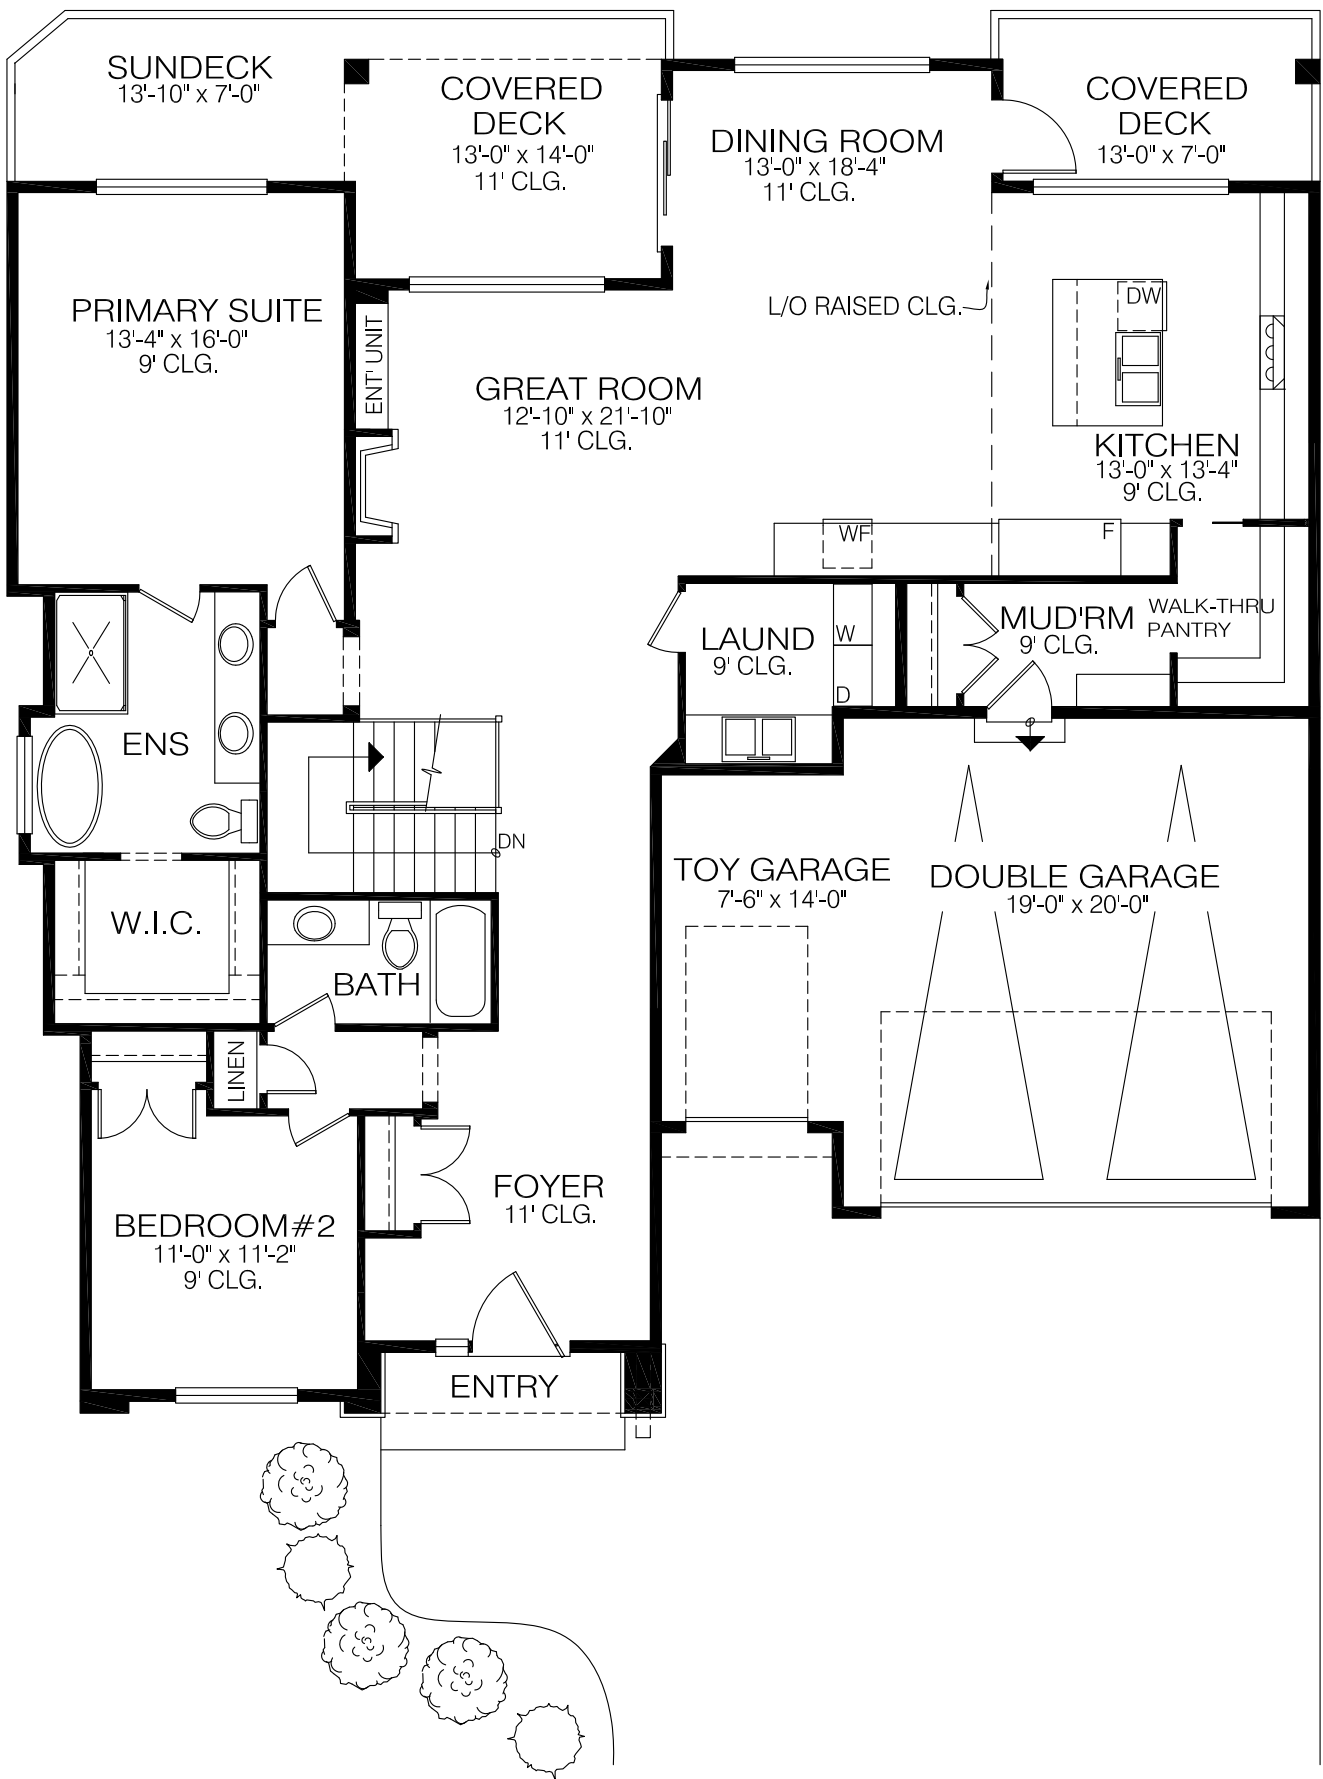 SUNDECK
13'-10" x 7'-0"
COVERED
DECK
13'-0" x 14'-0"
11' CLG.
DINING ROOM
13'-0" x 18'-4"
11' CLG.
COVERED
DECK
13'-0" x 7'-0"
PRIMARY SUITE
13'-4" x 16'-0"
9' CLG.
ENT' UNIT
GREAT ROOM
12'-10" x 21'-10"
11' CLG.
L/O RAISED CLG.
DW
KITCHEN
13'-0" x 13'-4"
9' CLG.
WF
F
LAUND
9' CLG.
W
D
MUD'RM
9' CLG.
WALK-THRU
PANTRY
ENS
DN
W.I.C.
BATH
LINEN
TOY GARAGE
7'-6" x 14'-0"
DOUBLE GARAGE
19'-0" x 20'-0"
FOYER
11' CLG.
BEDROOM#2
11'-0" x 11'-2"
9' CLG.
ENTRY